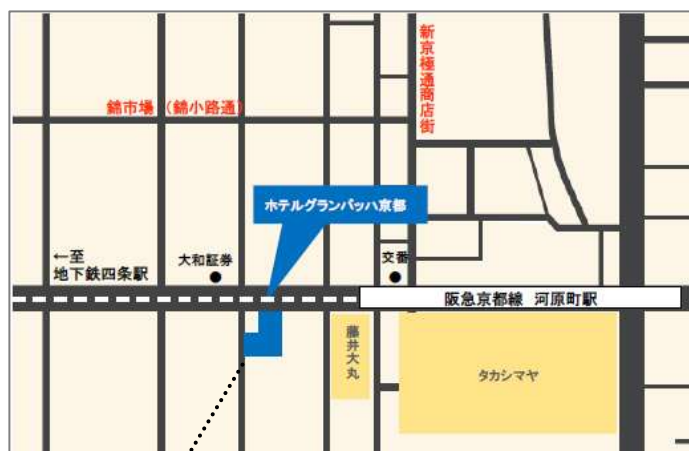 新京極通商店街
錦市場（錦小路通）
ホテルグランバッハ京都
←至
地下鉄四条駅
大和証券
交番
阪急京都線 河原町駅
藤井大丸
タカシマヤ